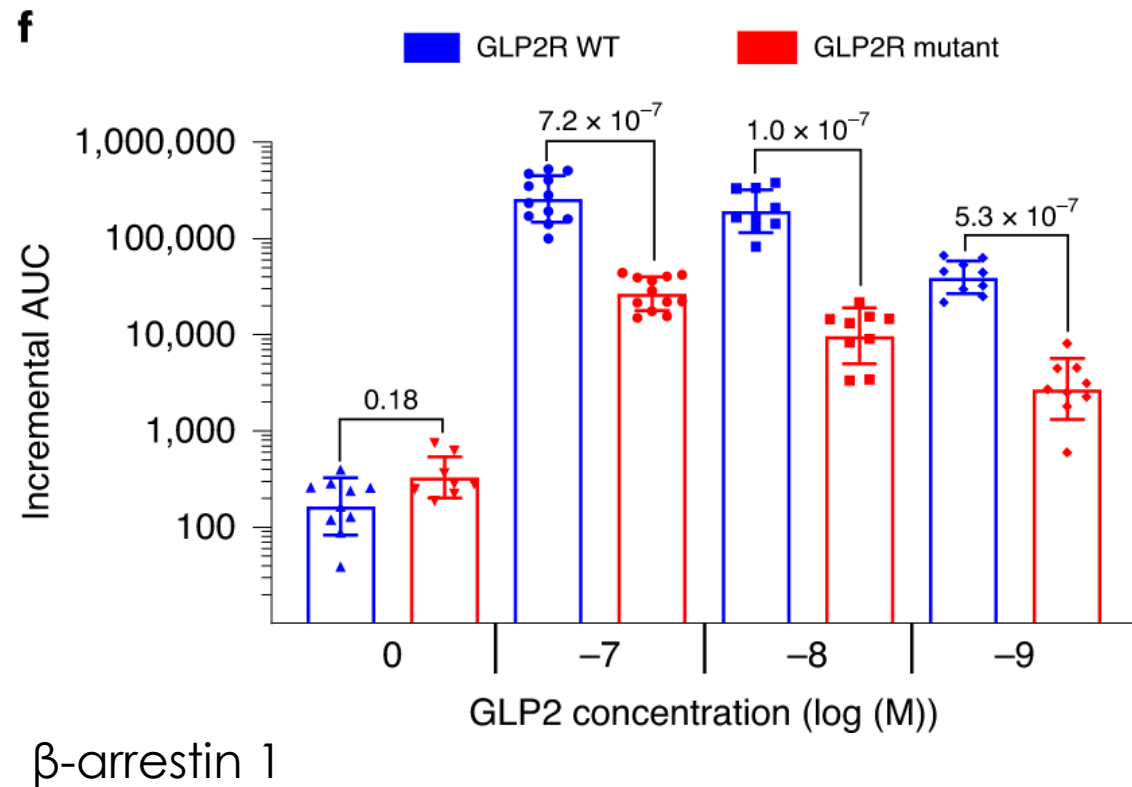 f
GLP2R WT
GLP2R mutant
7.2 × 10⁻⁷
1.0 × 10⁻⁷
5.3 × 10⁻⁷
0.18
1,000,000
100,000
10,000
1,000
100
Incremental AUC
0
–7
–8
–9
GLP2 concentration (log (M))
β-arrestin 1